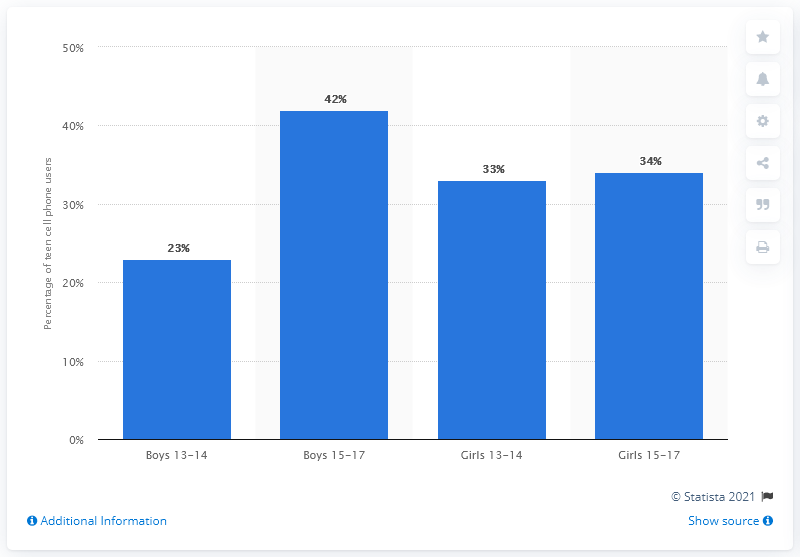 50%
42%
40%
34%
33%
30%
23%
20%
10%
0%
Percentage of teen cell phone users
Boys 13-14
Boys 15-17
Girls 13-14
Girls 15-17
© Statista 2021
Additional Information
Show source